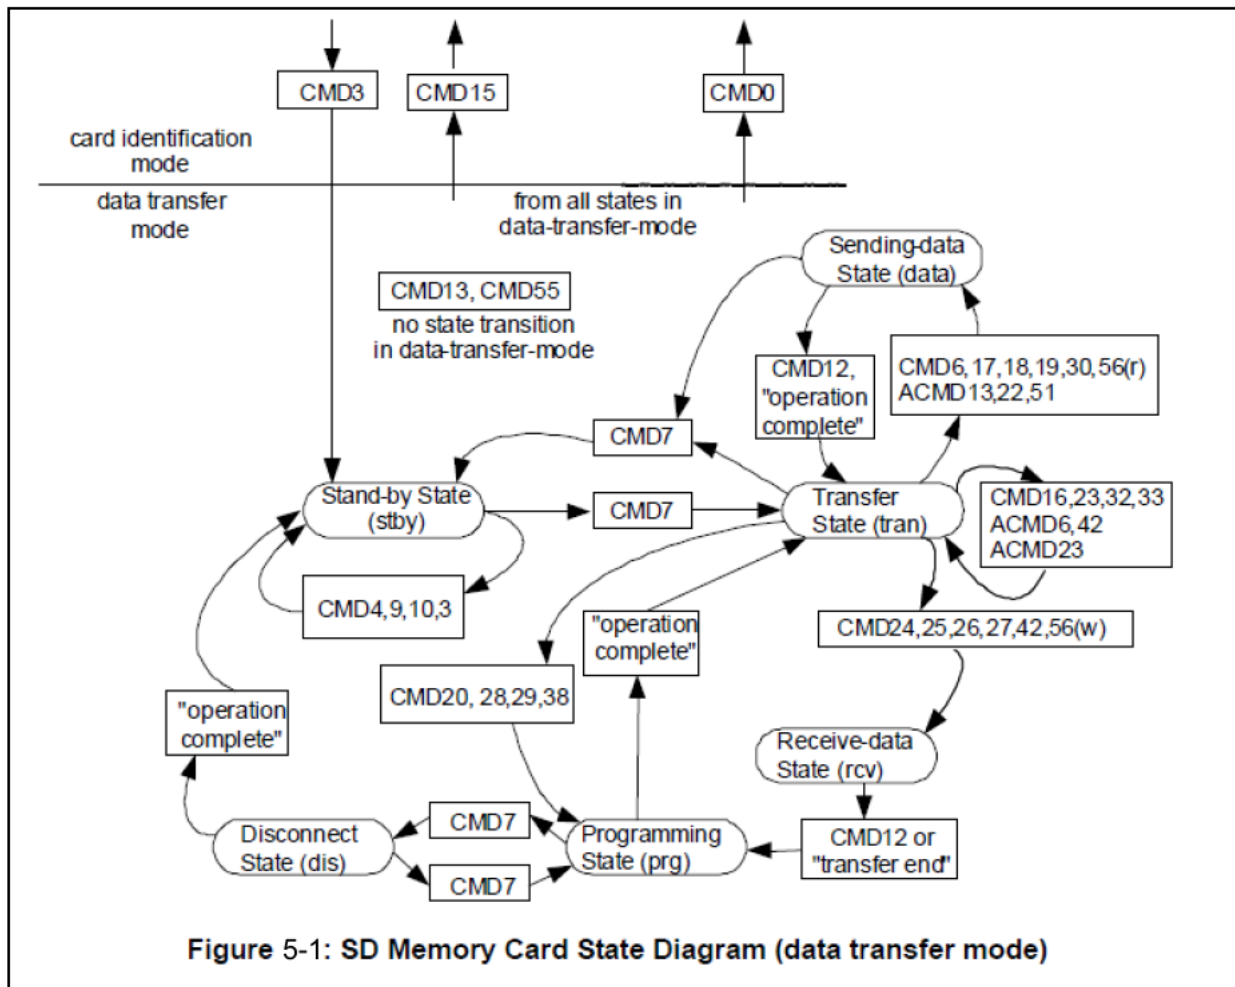 CMD3
CMD15
CMD0
card identification
mode
data transfer
mode
from all states in
data-transfer-mode
Sending-data
State (data)
CMD13, CMD55
no state transition
in data-transfer-mode
CMD12,
"operation
complete"
CMD6,17,18,19,30,56(r)
ACMD13,22,51
CMD7
Stand-by State
(stby)
CMD7
Transfer
State (tran)
CMD16,23,32,33
ACMD6,42
ACMD23
CMD4,9,10,3
"operation
complete"
CMD24,25,26,27,42,56(w)
CMD20, 28,29,38
"operation
complete"
Receive-data
State (rcv)
Disconnect
State (dis)
CMD7
CMD7
Programming
State (prg)
CMD12 or
"transfer end"
Figure 5-1: SD Memory Card State Diagram (data transfer mode)